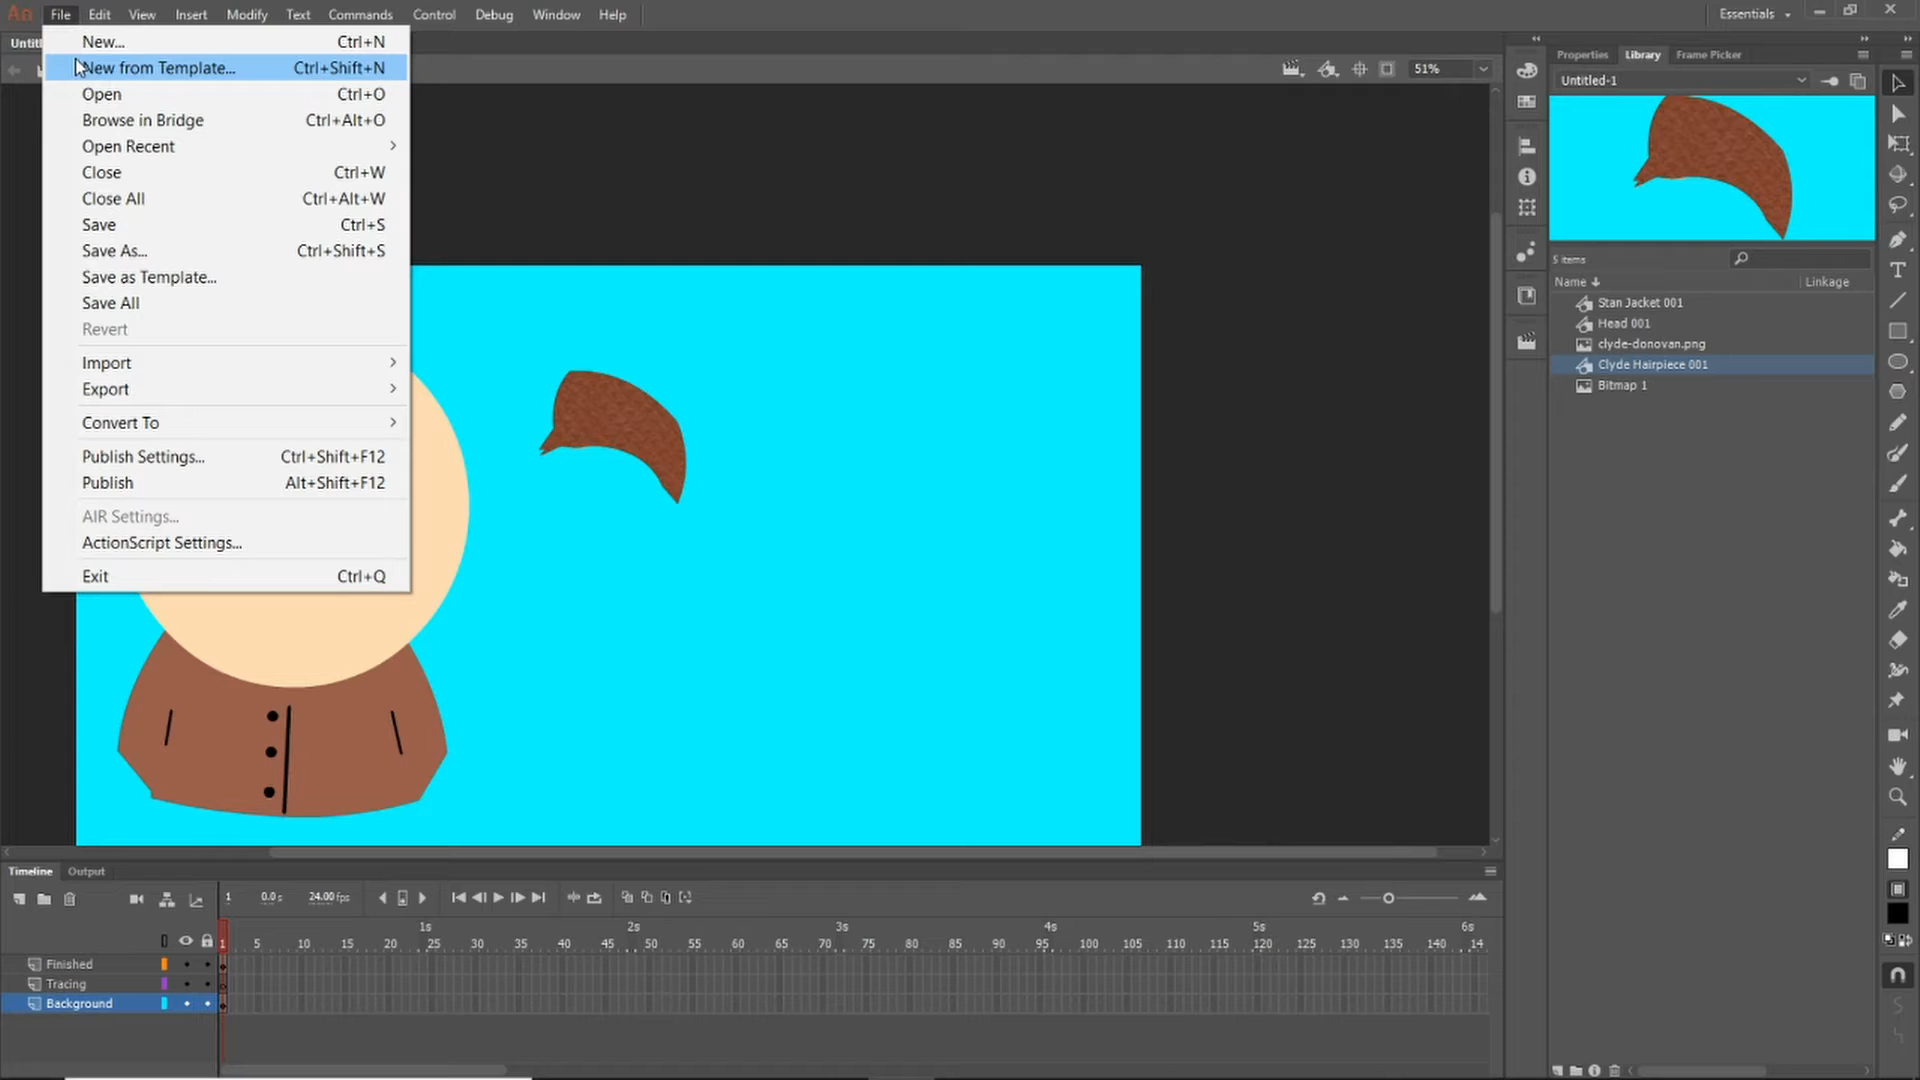 An File Edit View Insert Modify Text Commands Control Debug Window Help Essentials
Untitl
New... Ctrl+N
New from Template... Ctrl+Shift+N
Open Ctrl+O
Browse in Bridge Ctrl+Alt+O
Open Recent
Close Ctrl+W
Close All Ctrl+Alt+W
Save Ctrl+S
Save As... Ctrl+Shift+S
Save as Template...
Save All
Revert
Import
Export
Convert To
Publish Settings... Ctrl+Shift+F12
Publish Alt+Shift+F12
AIR Settings...
ActionScript Settings...
Exit Ctrl+Q
51%
Properties Library Frame Picker
Untitled-1
5 items
Name Linkage
Stan Jacket 001
Head 001
clyde-donovan.png
Clyde Hairpiece 001
Bitmap 1
Timeline Output
1 0.0 s 24.00 fps
1s 2s 3s 4s 5s 6s
1 5 10 15 20 25 30 35 40 45 50 55 60 65 70 75 80 85 90 95 100 105 110 115 120 125 130 135 140 14
Finished
Tracing
Background